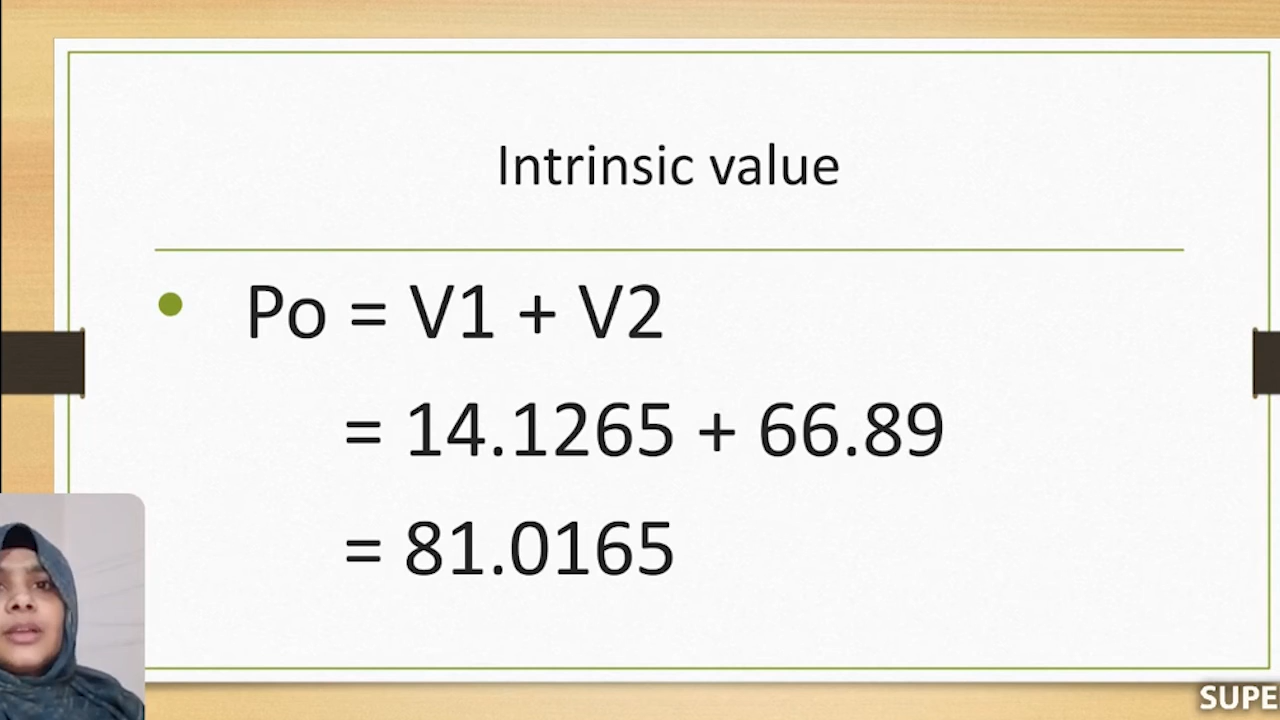 Intrinsic value
• Po = V1 + V2
= 14.1265 + 66.89
= 81.0165
SUPE